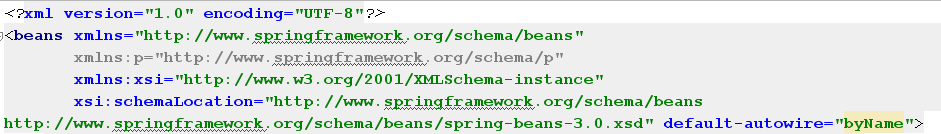 <?xml version="1.0" encoding="UTF-8"?>
<beans xmlns="http://www.springframework.org/schema/beans"
xmlns:p="http://www.springframework.org/schema/p"
xmlns:xsi="http://www.w3.org/2001/XMLSchema-instance"
xsi:schemaLocation="http://www.springframework.org/schema/beans
http://www.springframework.org/schema/beans/spring-beans-3.0.xsd" default-autowire="byName">